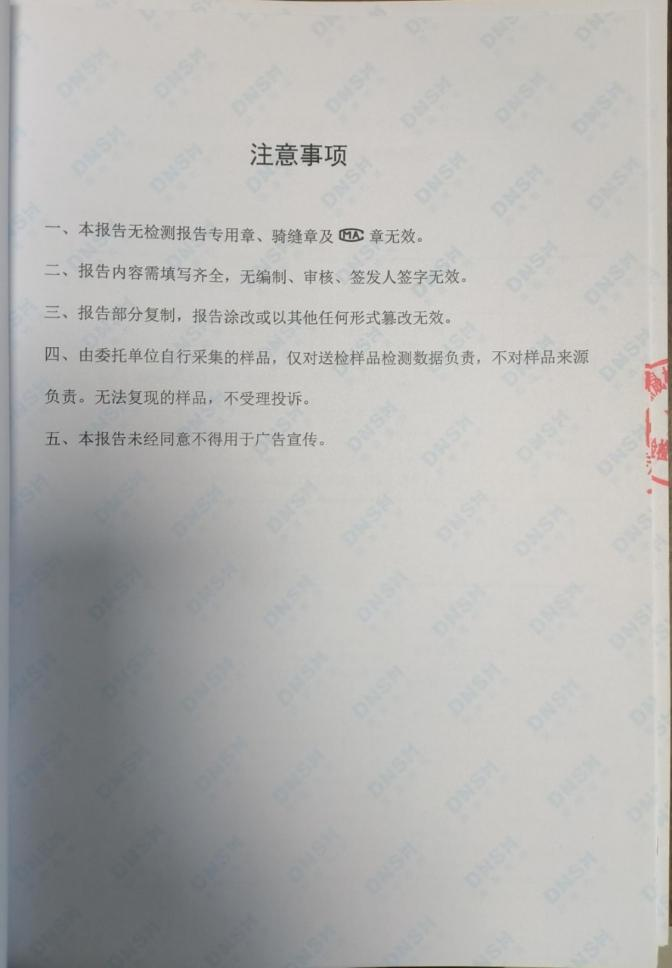 注意事项
一、本报告无检测报告专用章、骑缝章及 MA 章无效。
二、报告内容需填写齐全，无编制、审核、签发人签字无效。
三、报告部分复制，报告涂改或以其他任何形式篡改无效。
四、由委托单位自行采集的样品，仅对送检样品检测数据负责，不对样品来源
负责。无法复现的样品，不受理投诉。
五、本报告未经同意不得用于广告宣传。
DNSM